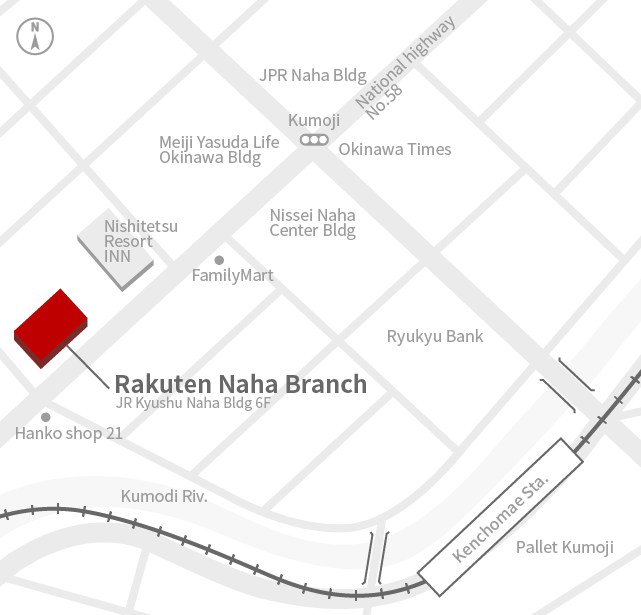 N
JPR Naha Bldg
National highway
No.58
Kumoji
Meiji Yasuda Life
Okinawa Bldg
Okinawa Times
Nishitetsu
Resort
INN
Nissei Naha
Center Bldg
FamilyMart
Ryukyu Bank
Rakuten Naha Branch
JR Kyushu Naha Bldg 6F
Hanko shop 21
Kumodi Riv.
Kenchomae Sta.
Pallet Kumoji